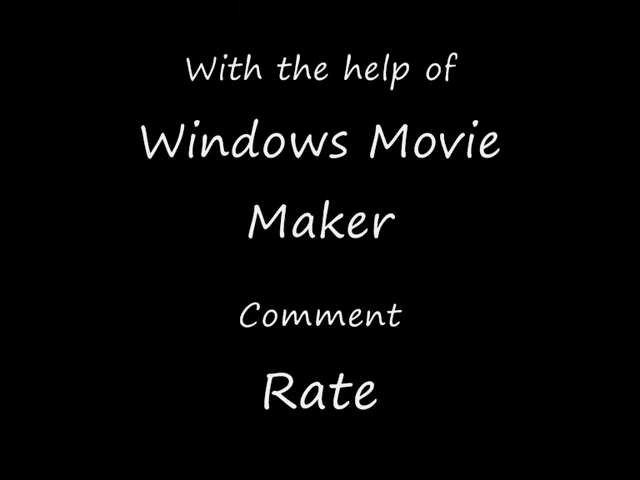 With the help of
Windows Movie
Maker
Comment
Rate